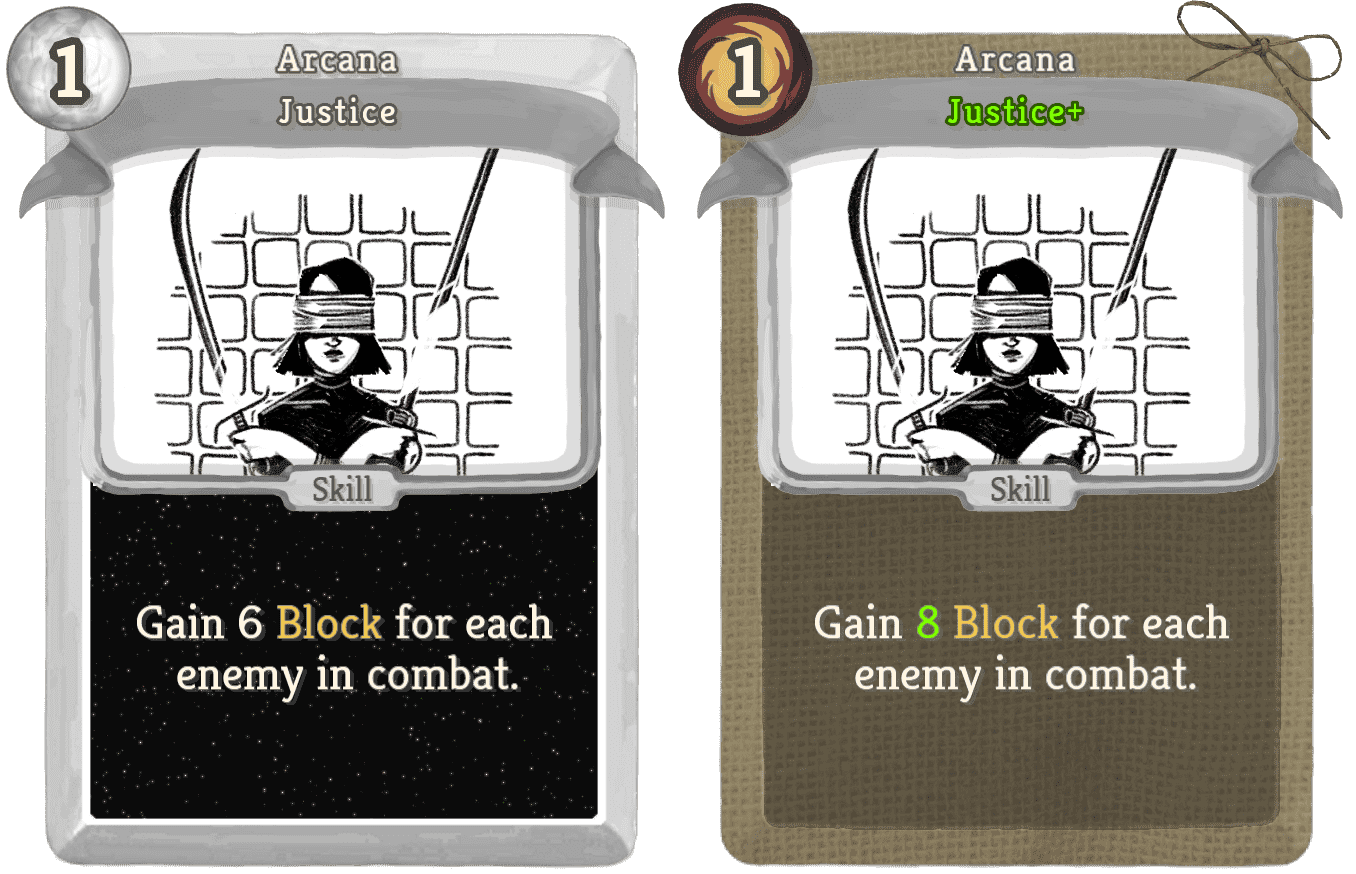 1
Arcana
Justice
Skill
Gain 6 Block for each
enemy in combat.
1
Arcana
Justice+
Skill
Gain 8 Block for each
enemy in combat.